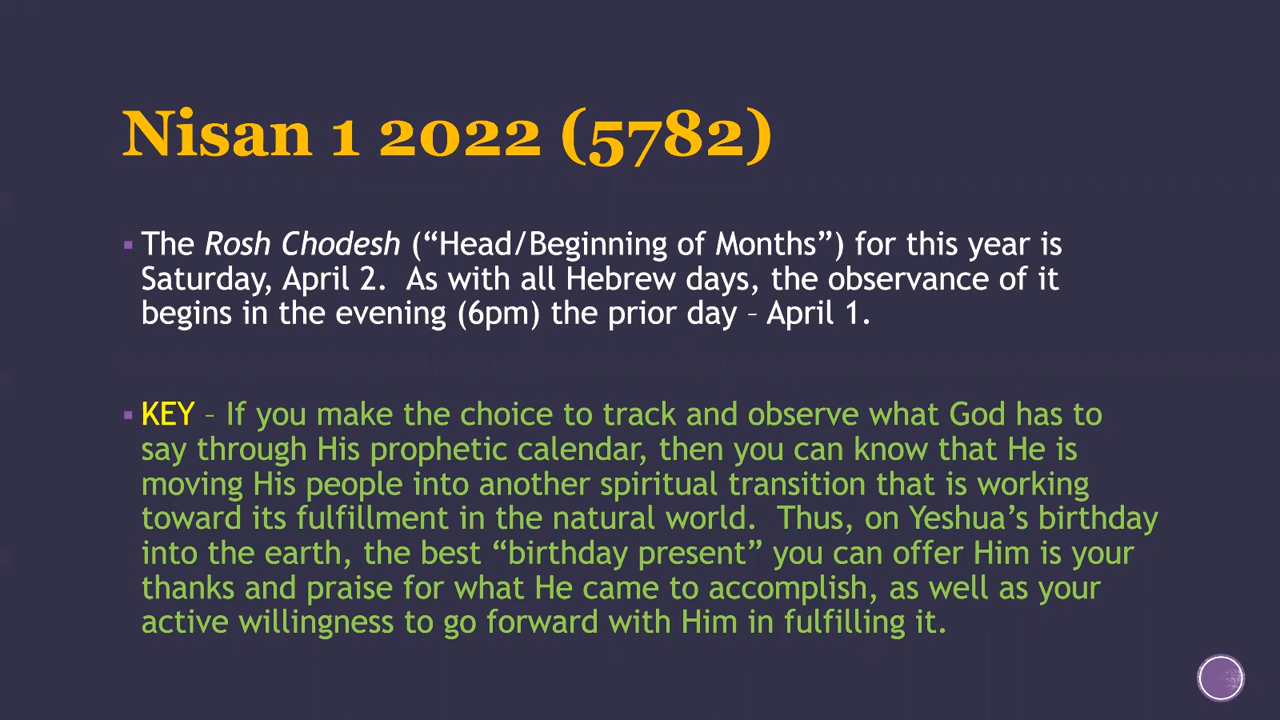 Nisan 1 2022 (5782)
▪ The Rosh Chodesh (“Head/Beginning of Months”) for this year is
Saturday, April 2.  As with all Hebrew days, the observance of it
begins in the evening (6pm) the prior day – April 1.
▪ KEY – If you make the choice to track and observe what God has to
say through His prophetic calendar, then you can know that He is
moving His people into another spiritual transition that is working
toward its fulfillment in the natural world.  Thus, on Yeshua’s birthday
into the earth, the best “birthday present” you can offer Him is your
thanks and praise for what He came to accomplish, as well as your
active willingness to go forward with Him in fulfilling it.